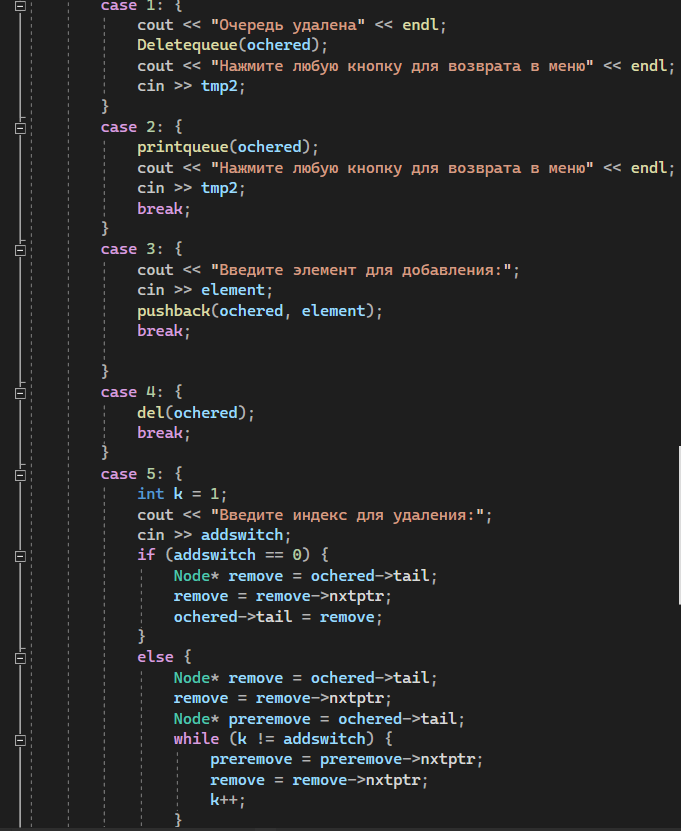 case 1: {
cout << "Очередь удалена" << endl;
Deletequeue(ochered);
cout << "Нажмите любую кнопку для возврата в меню" << endl;
cin >> tmp2;
}
case 2: {
printqueue(ochered);
cout << "Нажмите любую кнопку для возврата в меню" << endl;
cin >> tmp2;
break;
}
case 3: {
cout << "Введите элемент для добавления:";
cin >> element;
pushback(ochered, element);
break;
}
case 4: {
del(ochered);
break;
}
case 5: {
int k = 1;
cout << "Введите индекс для удаления:";
cin >> addswitch;
if (addswitch == 0) {
Node* remove = ochered->tail;
remove = remove->nxtptr;
ochered->tail = remove;
}
else {
Node* remove = ochered->tail;
remove = remove->nxtptr;
Node* preremove = ochered->tail;
while (k != addswitch) {
preremove = preremove->nxtptr;
remove = remove->nxtptr;
k++;
}